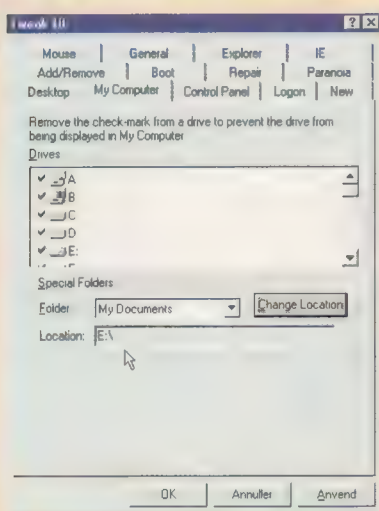 Tweak UI
Mouse General Explorer IE
Add/Remove Boot Repair Paranoia
Desktop My Computer Control Panel Logon New
Remove the check-mark from a drive to prevent the drive from
being displayed in My Computer
Drives
A
B
C
D
E:
Special Folders
Folder My Documents Change Location
Location: E:\
OK Annuller Anvend